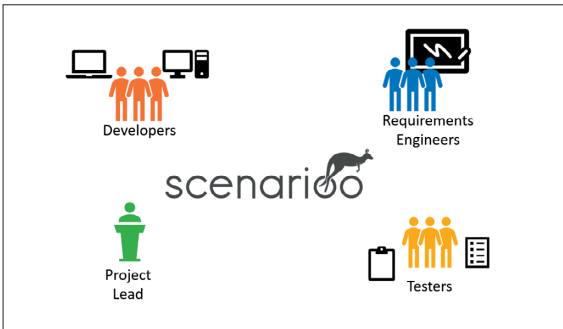 Developers
Requirements
Engineers
scenarioo
Project
Lead
Testers